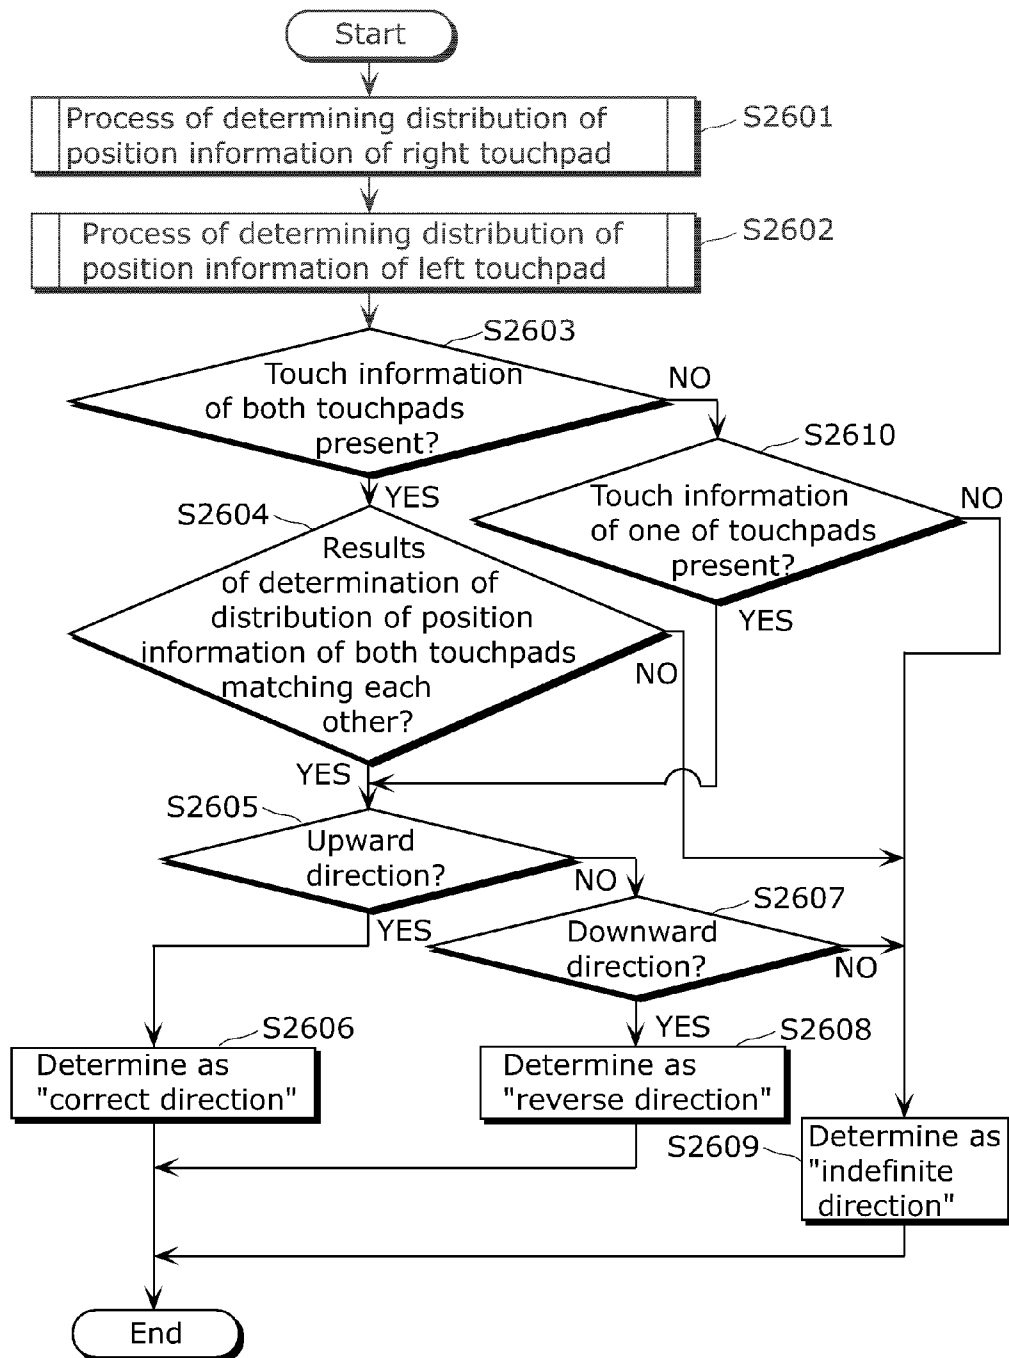 Start
Process of determining distribution of
position information of right touchpad
S2601
Process of determining distribution of
position information of left touchpad
S2602
S2603
Touch information
of both touchpads
present?
NO
YES
S2610
Touch information
of one of touchpads
present?
NO
YES
S2604
Results
of determination of
distribution of position
information of both touchpads
matching each
other?
NO
YES
S2605
Upward
direction?
NO
YES
S2607
Downward
direction?
NO
YES
S2606
Determine as
"correct direction"
S2608
Determine as
"reverse direction"
S2609
Determine as
"indefinite
direction"
End